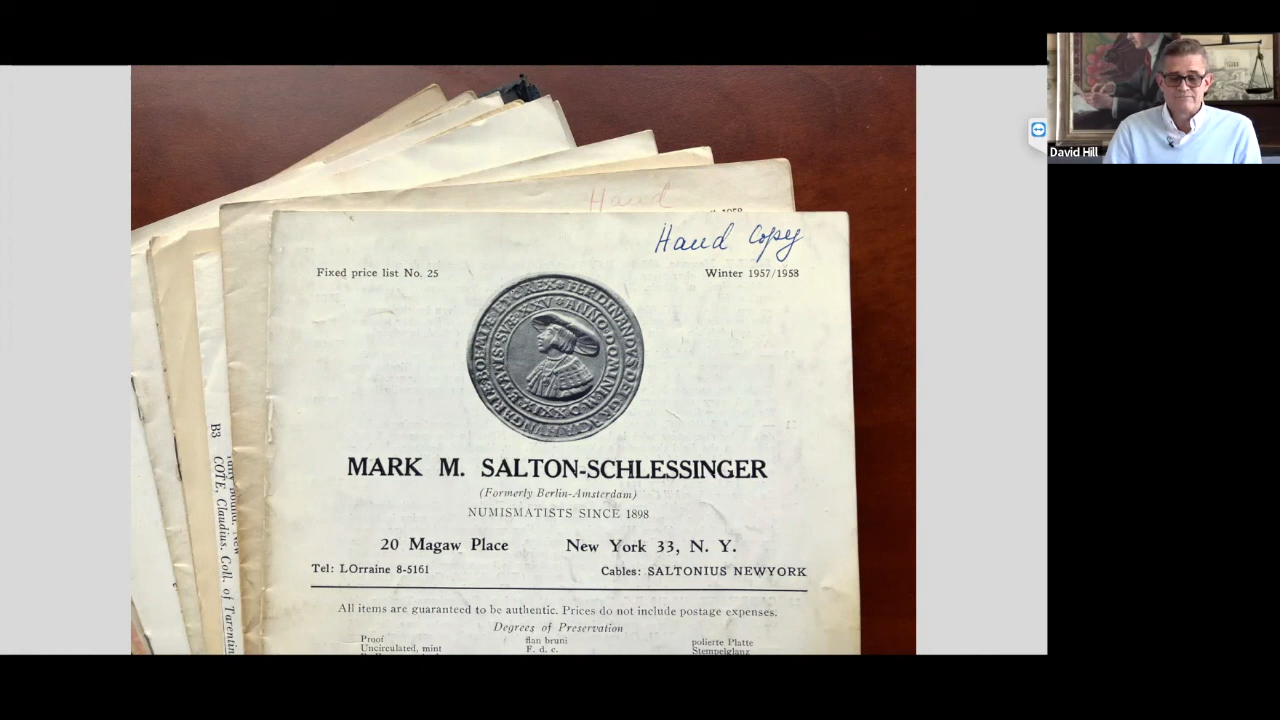 Hand
Hand Copy
Fixed price list No. 25
Winter 1957/1958
MARK M. SALTON-SCHLESSINGER
(Formerly Berlin-Amsterdam)
NUMISMATISTS SINCE 1898
20 Magaw Place New York 33, N. Y.
Tel: LOrraine 8-5161
Cables: SALTONIUS NEWYORK
All items are guaranteed to be authentic. Prices do not include postage expenses.
Degrees of Preservation
Proof flan bruni polierte Platte
Uncirculated, mint F. d. c. Stempelglanz
B3
COTE, Claudius. Coll. of Tarentin
David Hill